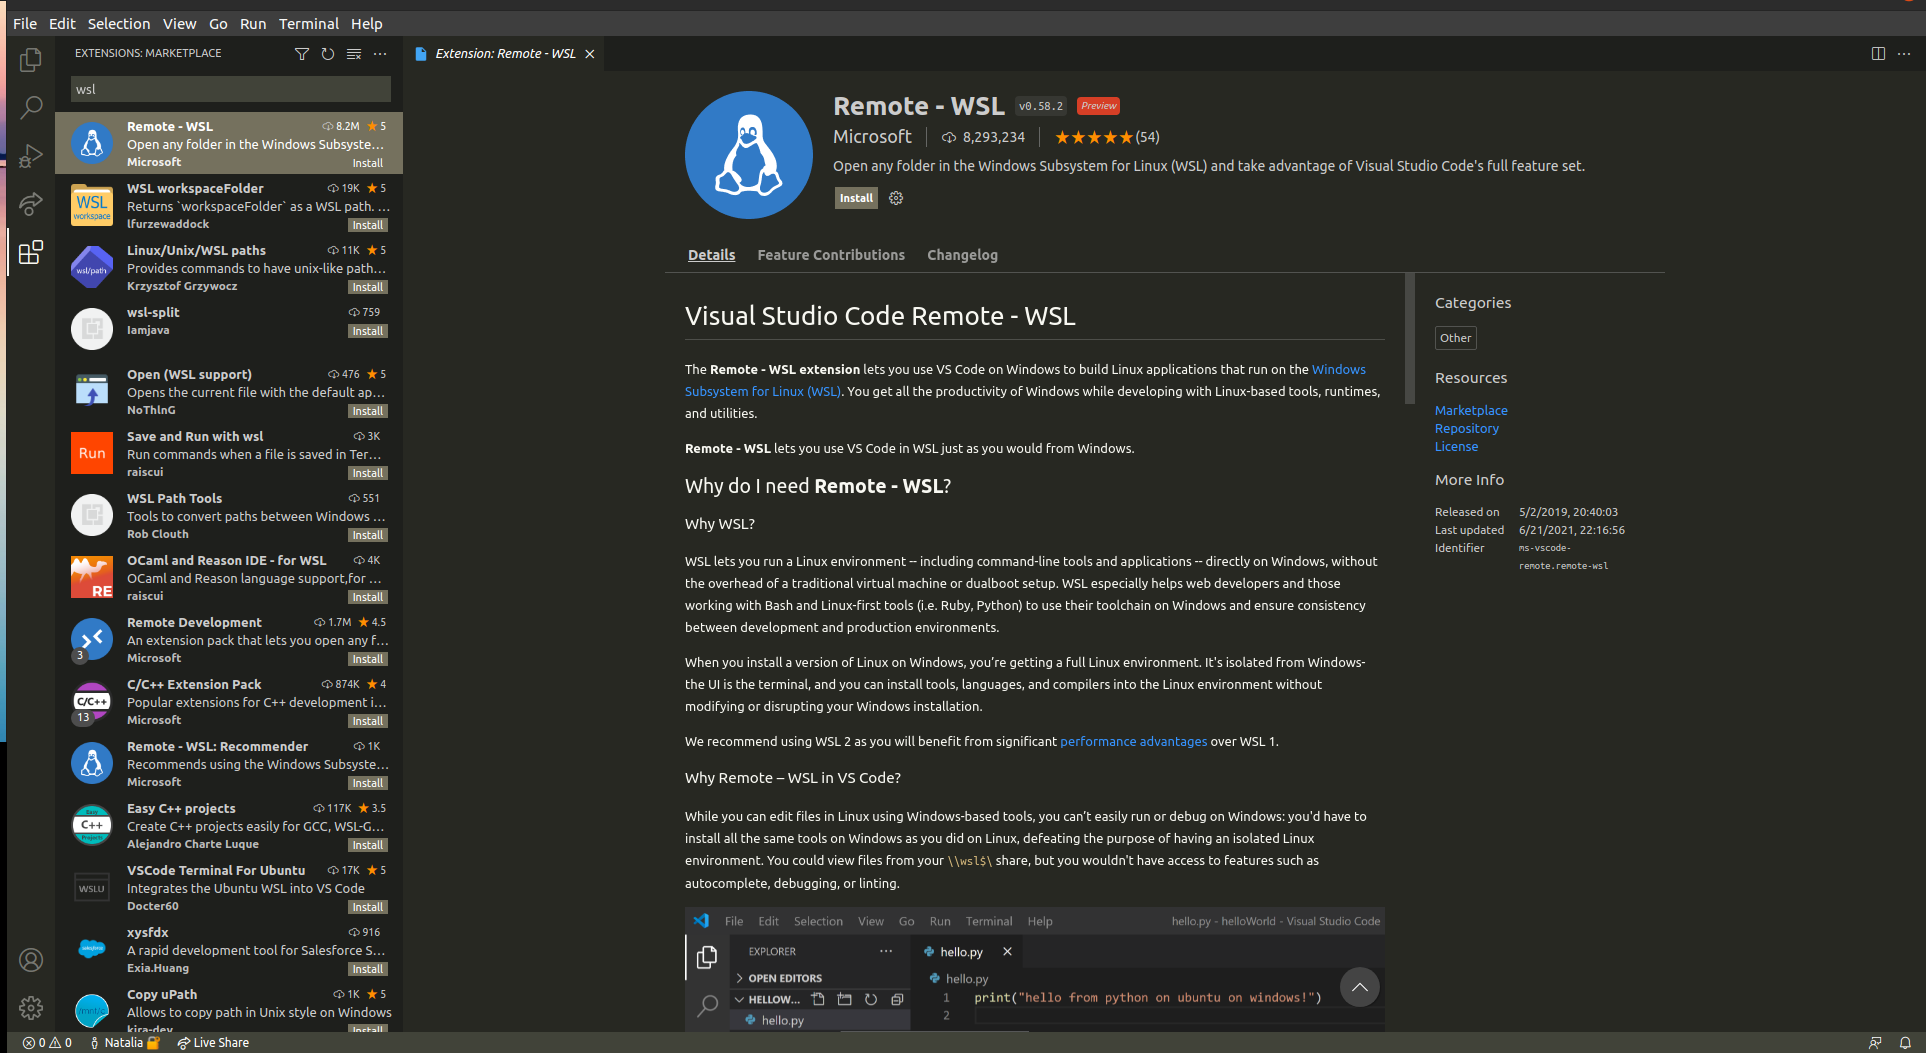 File Edit Selection View Go Run Terminal Help
EXTENSIONS: MARKETPLACE
wsl
Remote - WSL 8.2M 5
Open any folder in the Windows Subsyste...
Microsoft Install
WSL workspaceFolder 19K 5
Returns `workspaceFolder` as a WSL path. ...
lfurzewaddock Install
WSL
workspace
Linux/Unix/WSL paths 11K 5
Provides commands to have unix-like path...
Krzysztof Grzywocz Install
wsl/path
wsl-split 759
Iamjava Install
Open (WSL support) 476 5
Opens the current file with the default ap...
NoThlnG Install
Save and Run with wsl 3K
Run commands when a file is saved in Ter...
raiscui Install
Run
WSL Path Tools 551
Tools to convert paths between Windows ...
Rob Clouth Install
OCaml and Reason IDE - for WSL 4K
OCaml and Reason language support,for ...
raiscui Install
RE
Remote Development 1.7M 4.5
An extension pack that lets you open any f...
Microsoft Install
3
C/C++ Extension Pack 874K 4
Popular extensions for C++ development i...
Microsoft Install
C/C++
13
Remote - WSL: Recommender 1K
Recommends using the Windows Subsyste...
Microsoft Install
Easy C++ projects 117K 3.5
Create C++ projects easily for GCC, WSL-G...
Alejandro Charte Luque Install
Easy
C++
Projects
VSCode Terminal For Ubuntu 17K 5
Integrates the Ubuntu WSL into VS Code
Docter60 Install
WSLU
xysfdx 916
A rapid development tool for Salesforce S...
Exia.Huang Install
salesforce
Copy uPath 1K 5
Allows to copy path in Unix style on Windows
kira-dev Install
/mnt/c
Extension: Remote - WSL
Remote - WSL v0.58.2 Preview
Microsoft 8,293,234 (54)
Open any folder in the Windows Subsystem for Linux (WSL) and take advantage of Visual Studio Code's full feature set.
Install
Details Feature Contributions Changelog
Visual Studio Code Remote - WSL
The Remote - WSL extension lets you use VS Code on Windows to build Linux applications that run on the Windows
Subsystem for Linux (WSL). You get all the productivity of Windows while developing with Linux-based tools, runtimes,
and utilities.
Remote - WSL lets you use VS Code in WSL just as you would from Windows.
Why do I need Remote - WSL?
Why WSL?
WSL lets you run a Linux environment -- including command-line tools and applications -- directly on Windows, without
the overhead of a traditional virtual machine or dualboot setup. WSL especially helps web developers and those
working with Bash and Linux-first tools (i.e. Ruby, Python) to use their toolchain on Windows and ensure consistency
between development and production environments.
When you install a version of Linux on Windows, you’re getting a full Linux environment. It's isolated from Windows-
the UI is the terminal, and you can install tools, languages, and compilers into the Linux environment without
modifying or disrupting your Windows installation.
We recommend using WSL 2 as you will benefit from significant performance advantages over WSL 1.
Why Remote – WSL in VS Code?
While you can edit files in Linux using Windows-based tools, you can’t easily run or debug on Windows: you'd have to
install all the same tools on Windows as you did on Linux, defeating the purpose of having an isolated Linux
environment. You could view files from your \\wsl$\ share, but you wouldn't have access to features such as
autocomplete, debugging, or linting.
File Edit Selection View Go Run Terminal Help hello.py - helloWorld - Visual Studio Code
EXPLORER ... hello.py
OPEN EDITORS hello.py
HELLOW... 1 print("hello from python on ubuntu on windows!")
hello.py 2
Categories
Other
Resources
Marketplace
Repository
License
More Info
Released on 5/2/2019, 20:40:03
Last updated 6/21/2021, 22:16:56
Identifier ms-vscode-
remote.remote-wsl
0 0 Natalia Live Share